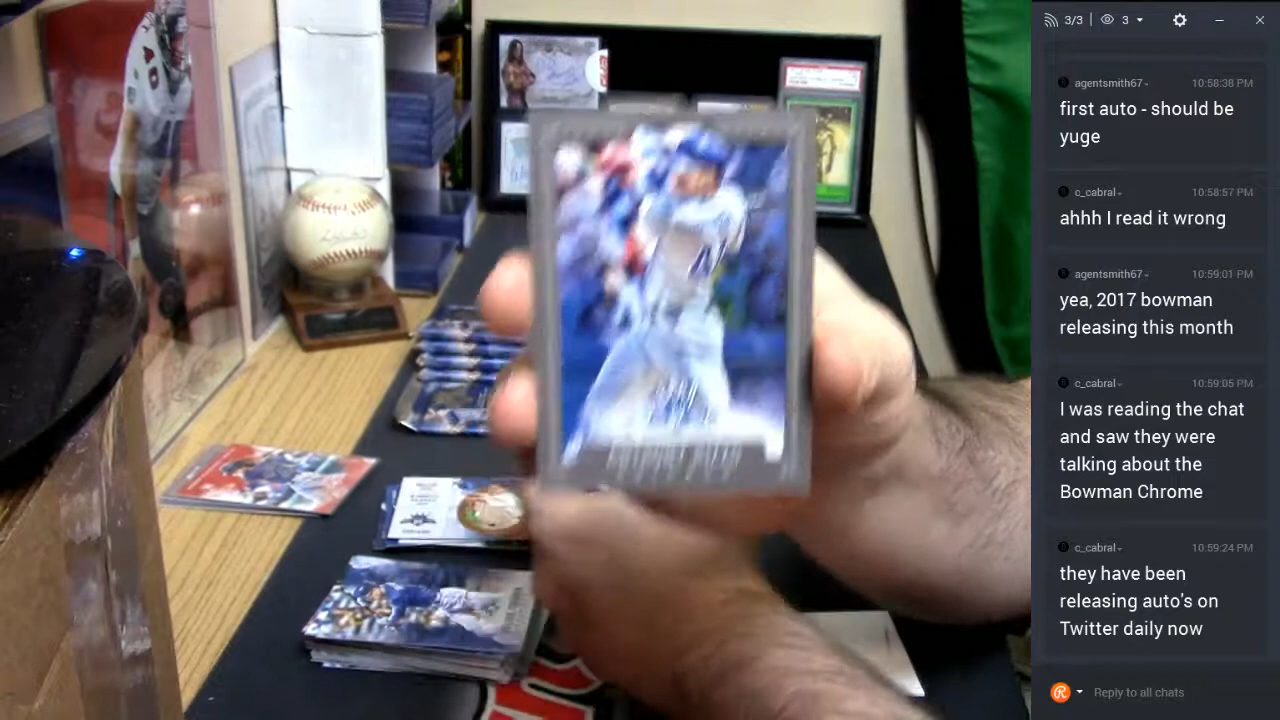 3/3
3
agentsmith67
10:58:38 PM
first auto - should be
yuge
c_cabral
10:58:57 PM
ahhh I read it wrong
agentsmith67
10:59:01 PM
yea, 2017 bowman
releasing this month
c_cabral
10:59:05 PM
I was reading the chat
and saw they were
talking about the
Bowman Chrome
c_cabral
10:59:24 PM
they have been
releasing auto's on
Twitter daily now
Reply to all chats